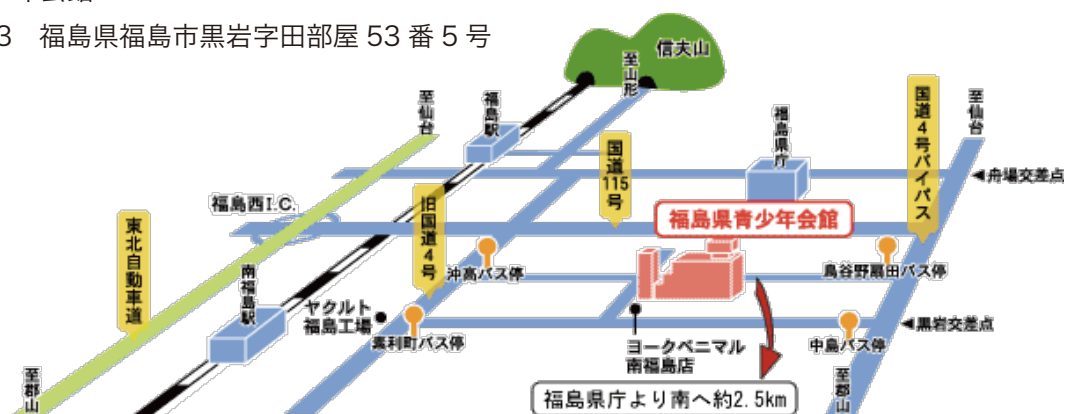 3 福島県福島市黒岩字田部屋 53 番 5 号
信夫山
至山形
至仙台
福島駅
国道115号
福島県庁
国道4号バイパス
至仙台
舟場交差点
福島西I.C.
旧国道4号
福島県青少年会館
東北自動車道
沖高バス停
鳥谷野扇田バス停
南福島駅
ヤクルト
福島工場
黒岩交差点
ヨークベニマル
南福島店
中島バス停
至郡山
至郡山
福島県庁より南へ約2.5km